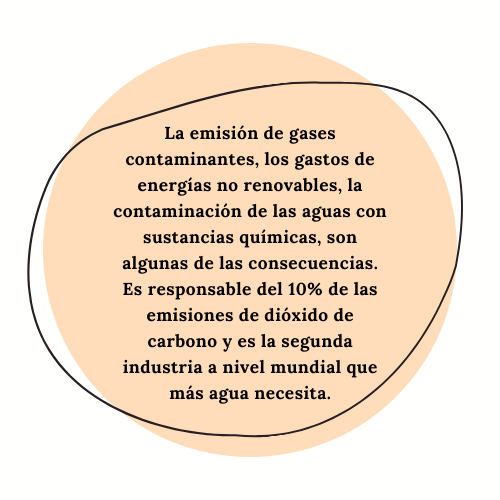 La emisión de gases
contaminantes, los gastos de
energías no renovables, la
contaminación de las aguas con
sustancias químicas, son
algunas de las consecuencias.
Es responsable del 10% de las
emisiones de dióxido de
carbono y es la segunda
industria a nivel mundial que
más agua necesita.